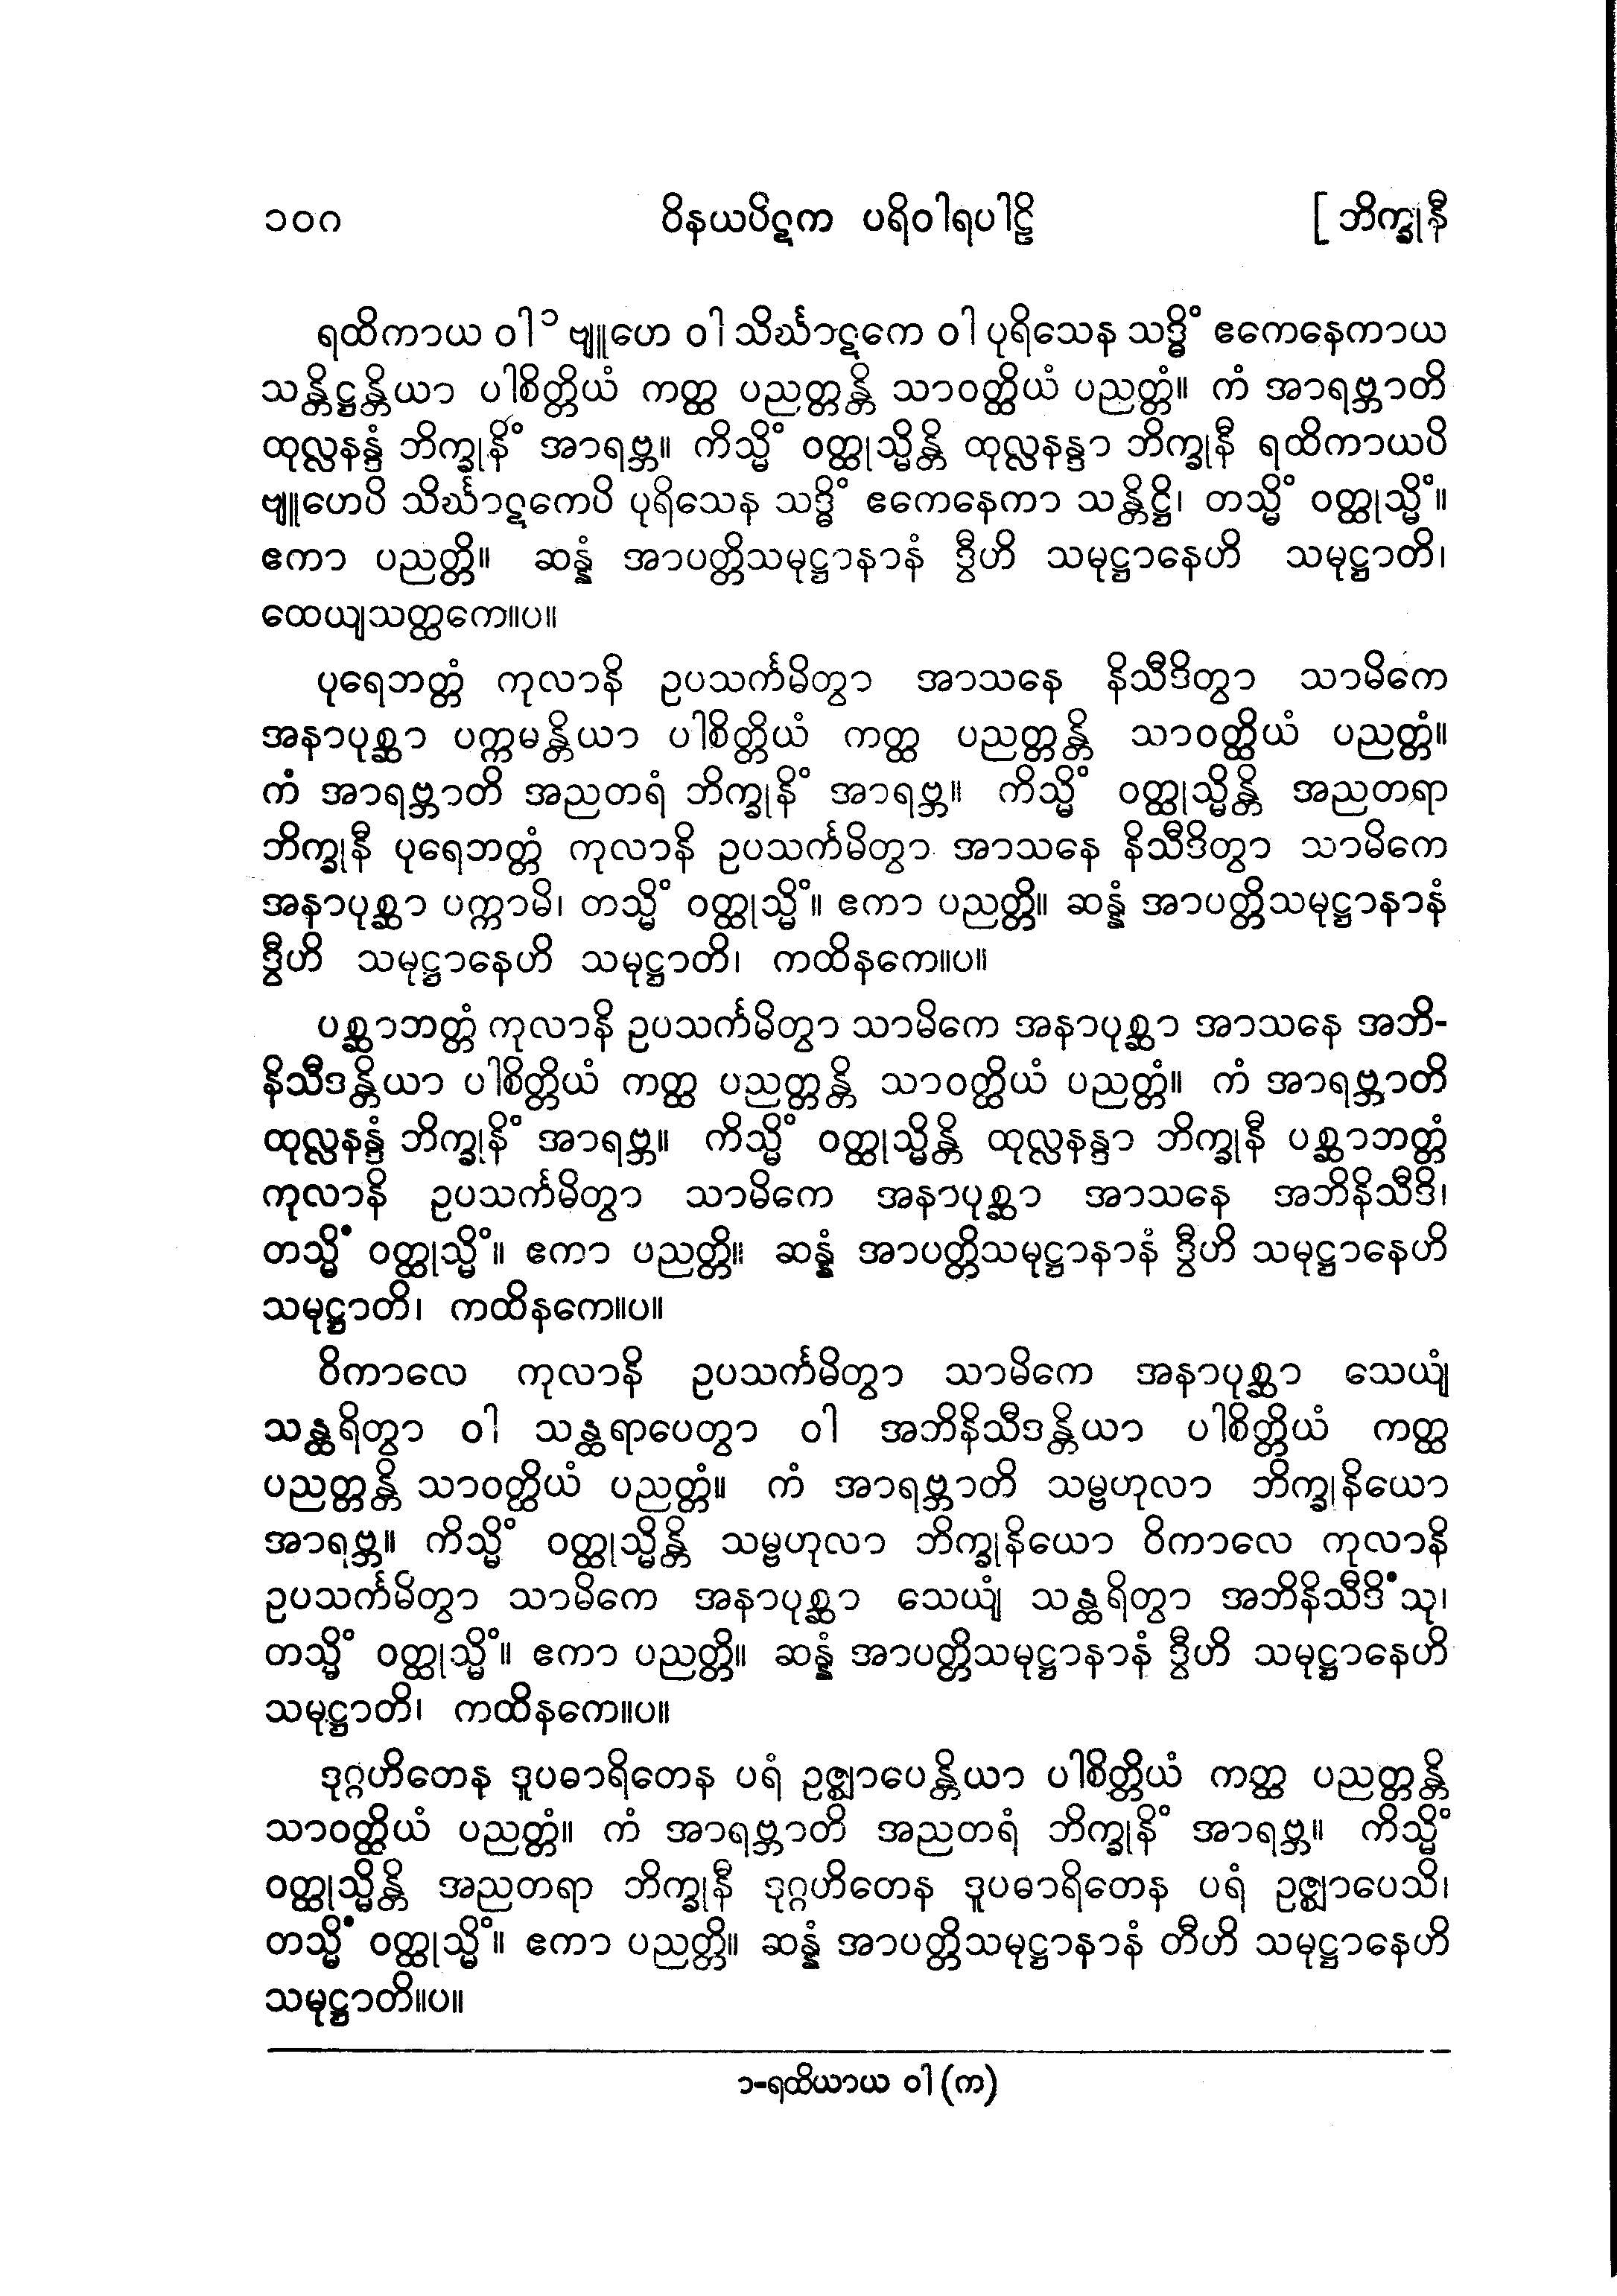 ၁၀ဂ ဝိနယပိဋက ပရိဝါရပါဠိ [ ဘိက္ခုနီ
ရထိကာယ ဝါ၁ ဗျူဟေ ဝါ သိင်္ဃာဋကေ ဝါ ပုရိသေန သဒ္ဓိံ ဧကေနေကာယ
သန္တိဋ္ဌန္တိယာ ပါစိတ္တိယံ ကတ္ထ ပညတ္တန္တိ သာဝတ္ထိယံ ပညတ္တံ။ ကံ အာရဗ္ဘာတိ
ထုလ္လနန္ဒံ ဘိက္ခုနိံ အာရဗ္ဘ။ ကိသ္မိံ ဝတ္ထုသ္မိန္တိ ထုလ္လနန္ဒာ ဘိက္ခုနီ ရထိကာယပိ
ဗျူဟေပိ သိင်္ဃာဋကေပိ ပုရိသေန သဒ္ဓိံ ဧကေနေကာ သန္တိဋ္ဌိ၊ တသ္မိံ ဝတ္ထုသ္မိံ။
ဧကာ ပညတ္တိ။ ဆန္နံ အာပတ္တိသမုဋ္ဌာနာနံ ဒွီဟိ သမုဋ္ဌာနေဟိ သမုဋ္ဌာတိ၊
ထေယျသတ္ထကေ။ပ။
ပုရေဘတ္တံ ကုလာနိ ဥပသင်္ကမိတွာ အာသနေ နိသီဒိတွာ သာမိကေ
အနာပုစ္ဆာ ပက္ကမန္တိယာ ပါစိတ္တိယံ ကတ္ထ ပညတ္တန္တိ သာဝတ္ထိယံ ပညတ္တံ။
ကံ အာရဗ္ဘာတိ အညတရံ ဘိက္ခုနိံ အာရဗ္ဘ။ ကိသ္မိံ ဝတ္ထုသ္မိန္တိ အညတရာ
ဘိက္ခုနီ ပုရေဘတ္တံ ကုလာနိ ဥပသင်္ကမိတွာ အာသနေ နိသီဒိတွာ သာမိကေ
အနာပုစ္ဆာ ပက္ကာမိ၊ တသ္မိံ ဝတ္ထုသ္မိံ။ ဧကာ ပညတ္တိ။ ဆန္နံ အာပတ္တိသမုဋ္ဌာနာနံ
ဒွီဟိ သမုဋ္ဌာနေဟိ သမုဋ္ဌာတိ၊ ကထိနကေ။ပ။
ပစ္ဆာဘတ္တံ ကုလာနိ ဥပသင်္ကမိတွာ သာမိကေ အနာပုစ္ဆာ အာသနေ အဘိ-
နိသီဒန္တိယာ ပါစိတ္တိယံ ကတ္ထ ပညတ္တန္တိ သာဝတ္ထိယံ ပညတ္တံ။ ကံ အာရဗ္ဘာတိ
ထုလ္လနန္ဒံ ဘိက္ခုနိံ အာရဗ္ဘ။ ကိသ္မိံ ဝတ္ထုသ္မိန္တိ ထုလ္လနန္ဒာ ဘိက္ခုနီ ပစ္ဆာဘတ္တံ
ကုလာနိ ဥပသင်္ကမိတွာ သာမိကေ အနာပုစ္ဆာ အာသနေ အဘိနိသီဒိ၊
တသ္မိံ ဝတ္ထုသ္မိံ။ ဧကာ ပညတ္တိ။ ဆန္နံ အာပတ္တိသမုဋ္ဌာနာနံ ဒွီဟိ သမုဋ္ဌာနေဟိ
သမုဋ္ဌာတိ၊ ကထိနကေ။ပ။
ဝိကာလေ ကုလာနိ ဥပသင်္ကမိတွာ သာမိကေ အနာပုစ္ဆာ သေယျံ
သန္ထရိတွာ ဝါ သန္ထရာပေတွာ ဝါ အဘိနိသီဒန္တိယာ ပါစိတ္တိယံ ကတ္ထ
ပညတ္တန္တိ သာဝတ္ထိယံ ပညတ္တံ။ ကံ အာရဗ္ဘာတိ သမ္ဗဟုလာ ဘိက္ခုနိယော
အာရဗ္ဘ။ ကိသ္မိံ ဝတ္ထုသ္မိန္တိ သမ္ဗဟုလာ ဘိက္ခုနိယော ဝိကာလေ ကုလာနိ
ဥပသင်္ကမိတွာ သာမိကေ အနာပုစ္ဆာ သေယျံ သန္ထရိတွာ အဘိနိသီဒိံသု၊
တသ္မိံ ဝတ္ထုသ္မိံ။ ဧကာ ပညတ္တိ။ ဆန္နံ အာပတ္တိသမုဋ္ဌာနာနံ ဒွီဟိ သမုဋ္ဌာနေဟိ
သမုဋ္ဌာတိ၊ ကထိနကေ။ပ။
ဒုဂ္ဂဟိတေန ဒူပဓာရိတေန ပရံ ဥဇ္ဈာပေန္တိယာ ပါစိတ္တိယံ ကတ္ထ ပညတ္တန္တိ
သာဝတ္ထိယံ ပညတ္တံ။ ကံ အာရဗ္ဘာတိ အညတရံ ဘိက္ခုနိံ အာရဗ္ဘ။ ကိသ္မိံ
ဝတ္ထုသ္မိန္တိ အညတရာ ဘိက္ခုနီ ဒုဂ္ဂဟိတေန ဒူပဓာရိတေန ပရံ ဥဇ္ဈာပေသိ၊
တသ္မိံ ဝတ္ထုသ္မိံ။ ဧကာ ပညတ္တိ။ ဆန္နံ အာပတ္တိသမုဋ္ဌာနာနံ တီဟိ သမုဋ္ဌာနေဟိ
သမုဋ္ဌာတိ။ပ။
၁-ရထိယာယ ဝါ (က)